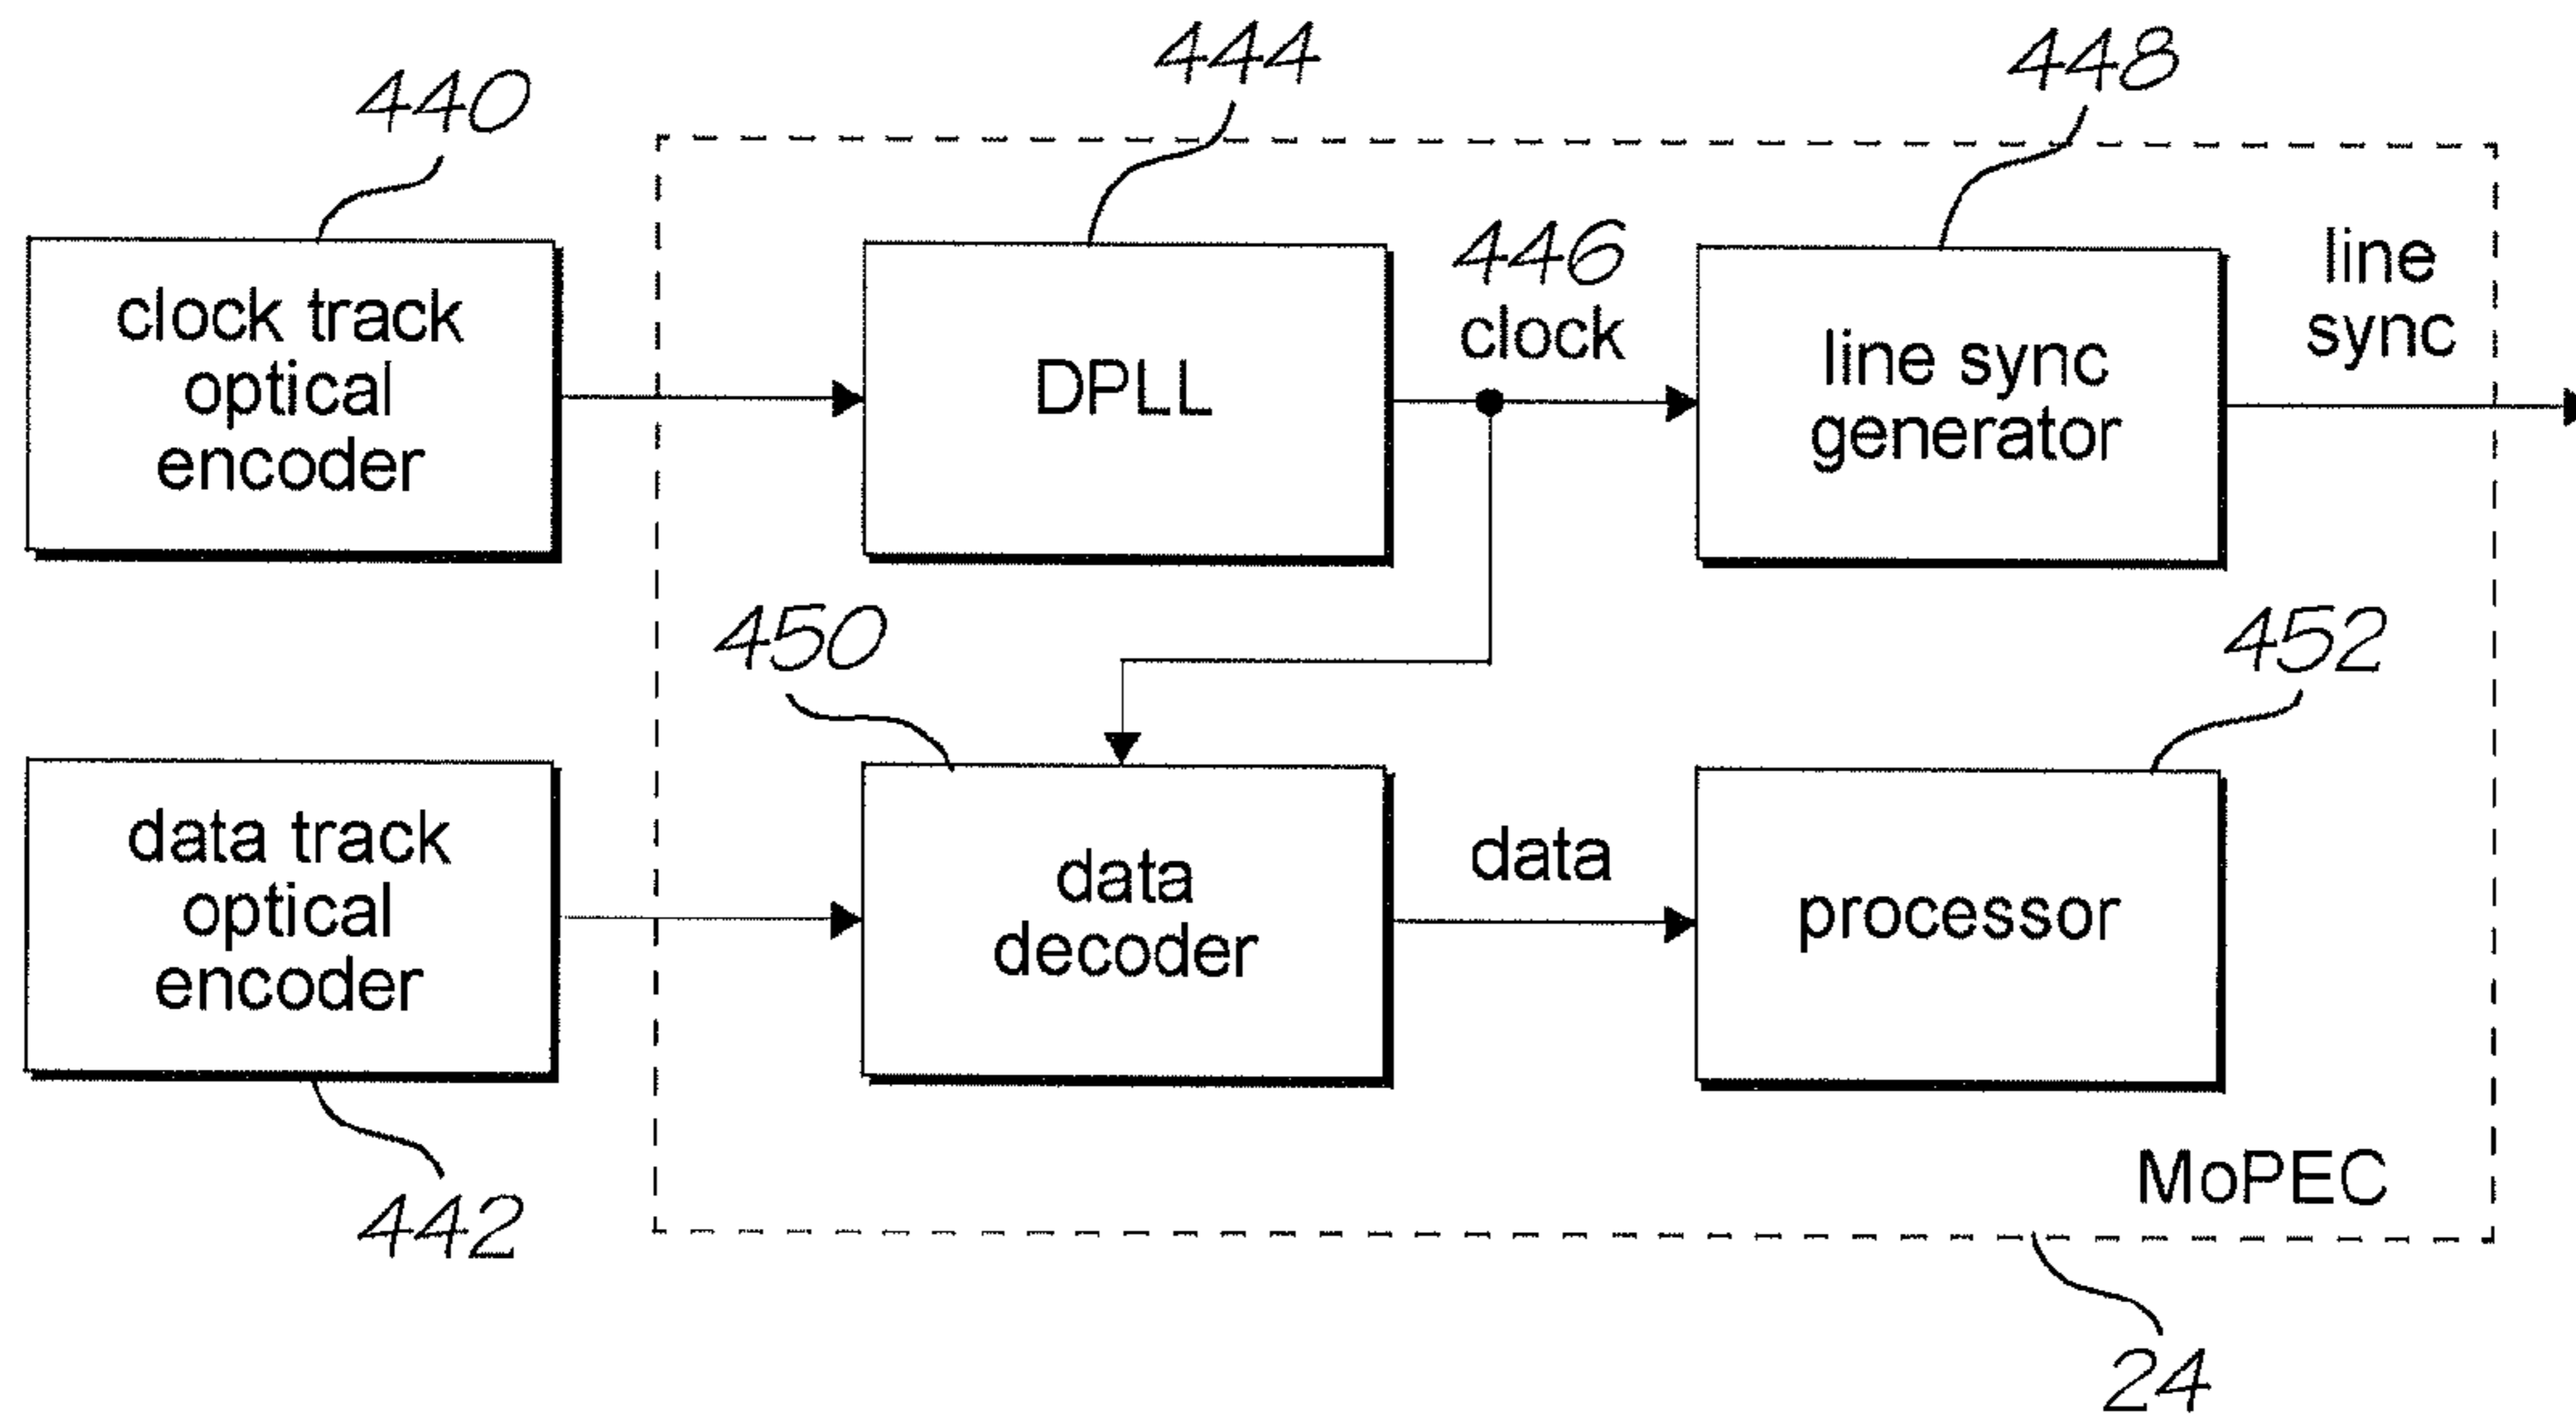 444
448
440
446
clock
line
sync
clock track
optical
encoder
DPLL
line sync
generator
450
452
data track
optical
encoder
data
decoder
data
processor
MoPEC
442
24